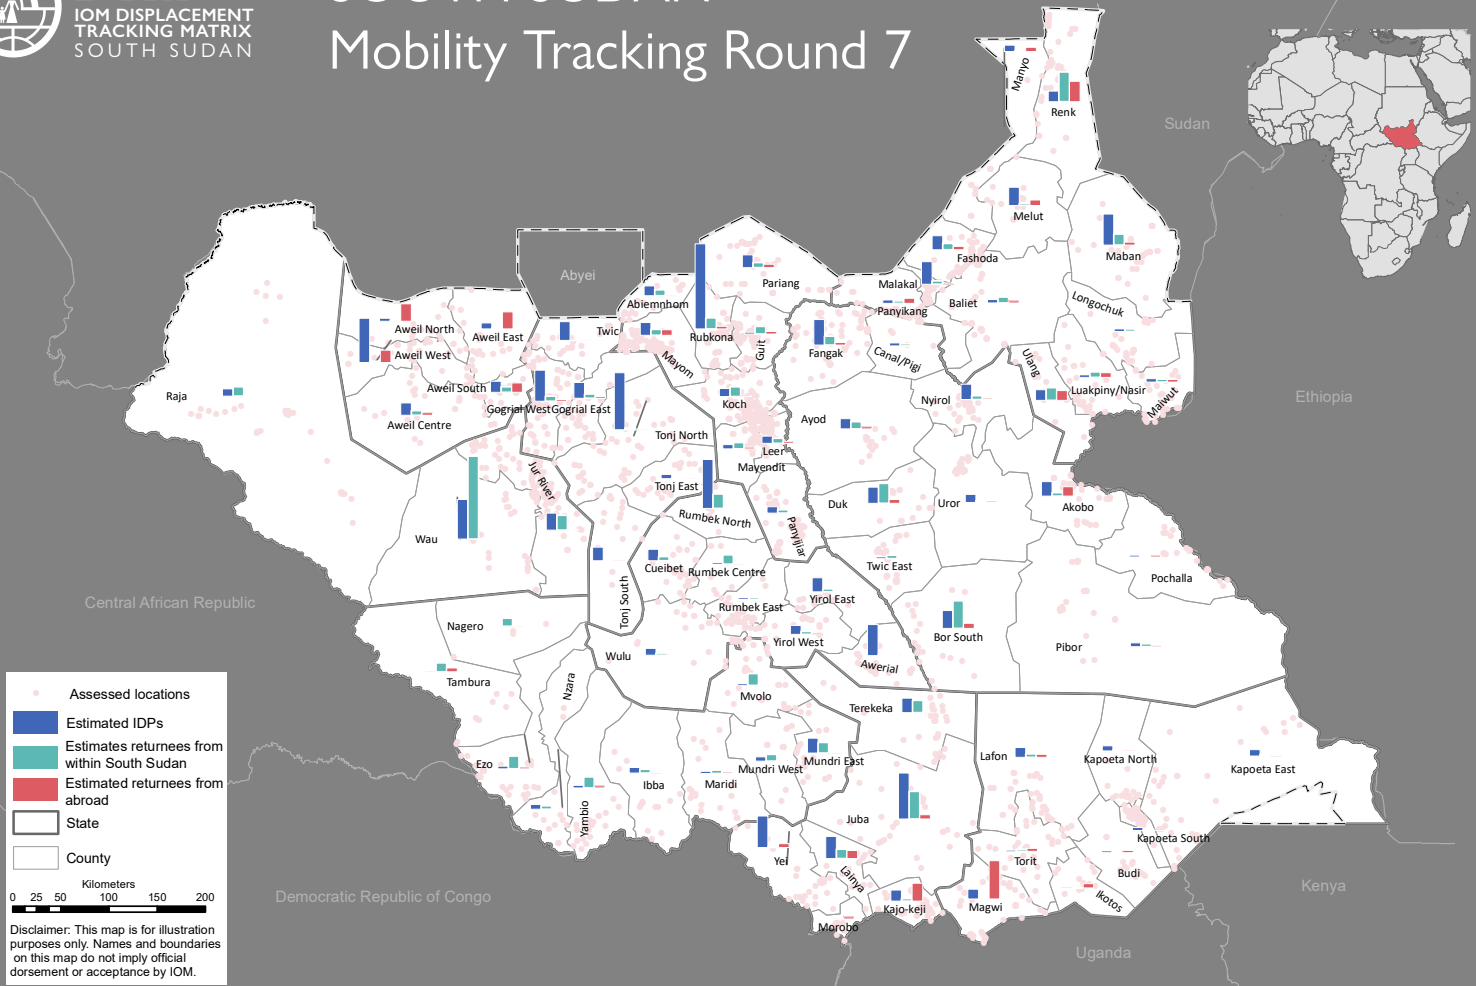 IOM DISPLACEMENT
TRACKING MATRIX
SOUTH SUDAN
SOUTH SUDAN
Mobility Tracking Round 7
Manyo
Renk
Sudan
Melut
Maban
Fashoda
Abyei
Pariang
Malakal
Abiemnhom
Baliet
Longochuk
Panyikang
Aweil North
Aweil East
Twic
Rubkona
Guit
Fangak
Canal/Pigi
Aweil West
Mayom
Ulang
Luakpiny/Nasir
Maiwut
Ethiopia
Raja
Aweil South
Gogrial West
Gogrial East
Koch
Nyirol
Aweil Centre
Ayod
Tonj North
Leer
Mayendit
Jur River
Tonj East
Duk
Uror
Akobo
Rumbek North
Panyijiar
Wau
Cueibet
Rumbek Centre
Twic East
Pochalla
Central African Republic
Tonj South
Rumbek East
Yirol East
Nagero
Yirol West
Bor South
Pibor
Wulu
Awerial
Tambura
Nzara
Mvolo
Terekeka
Ezo
Ibba
Maridi
Mundri West
Mundri East
Lafon
Kapoeta North
Kapoeta East
Yambio
Juba
Kapoeta South
Yei
Torit
Budi
Lainya
Ikotos
Kajo-keji
Magwi
Morobo
Kenya
Democratic Republic of Congo
Uganda
Assessed locations
Estimated IDPs
Estimates returnees from
within South Sudan
Estimated returnees from
abroad
State
County
Kilometers
0 25 50 100 150 200
Disclaimer: This map is for illustration
purposes only. Names and boundaries
on this map do not imply official
dorsement or acceptance by IOM.